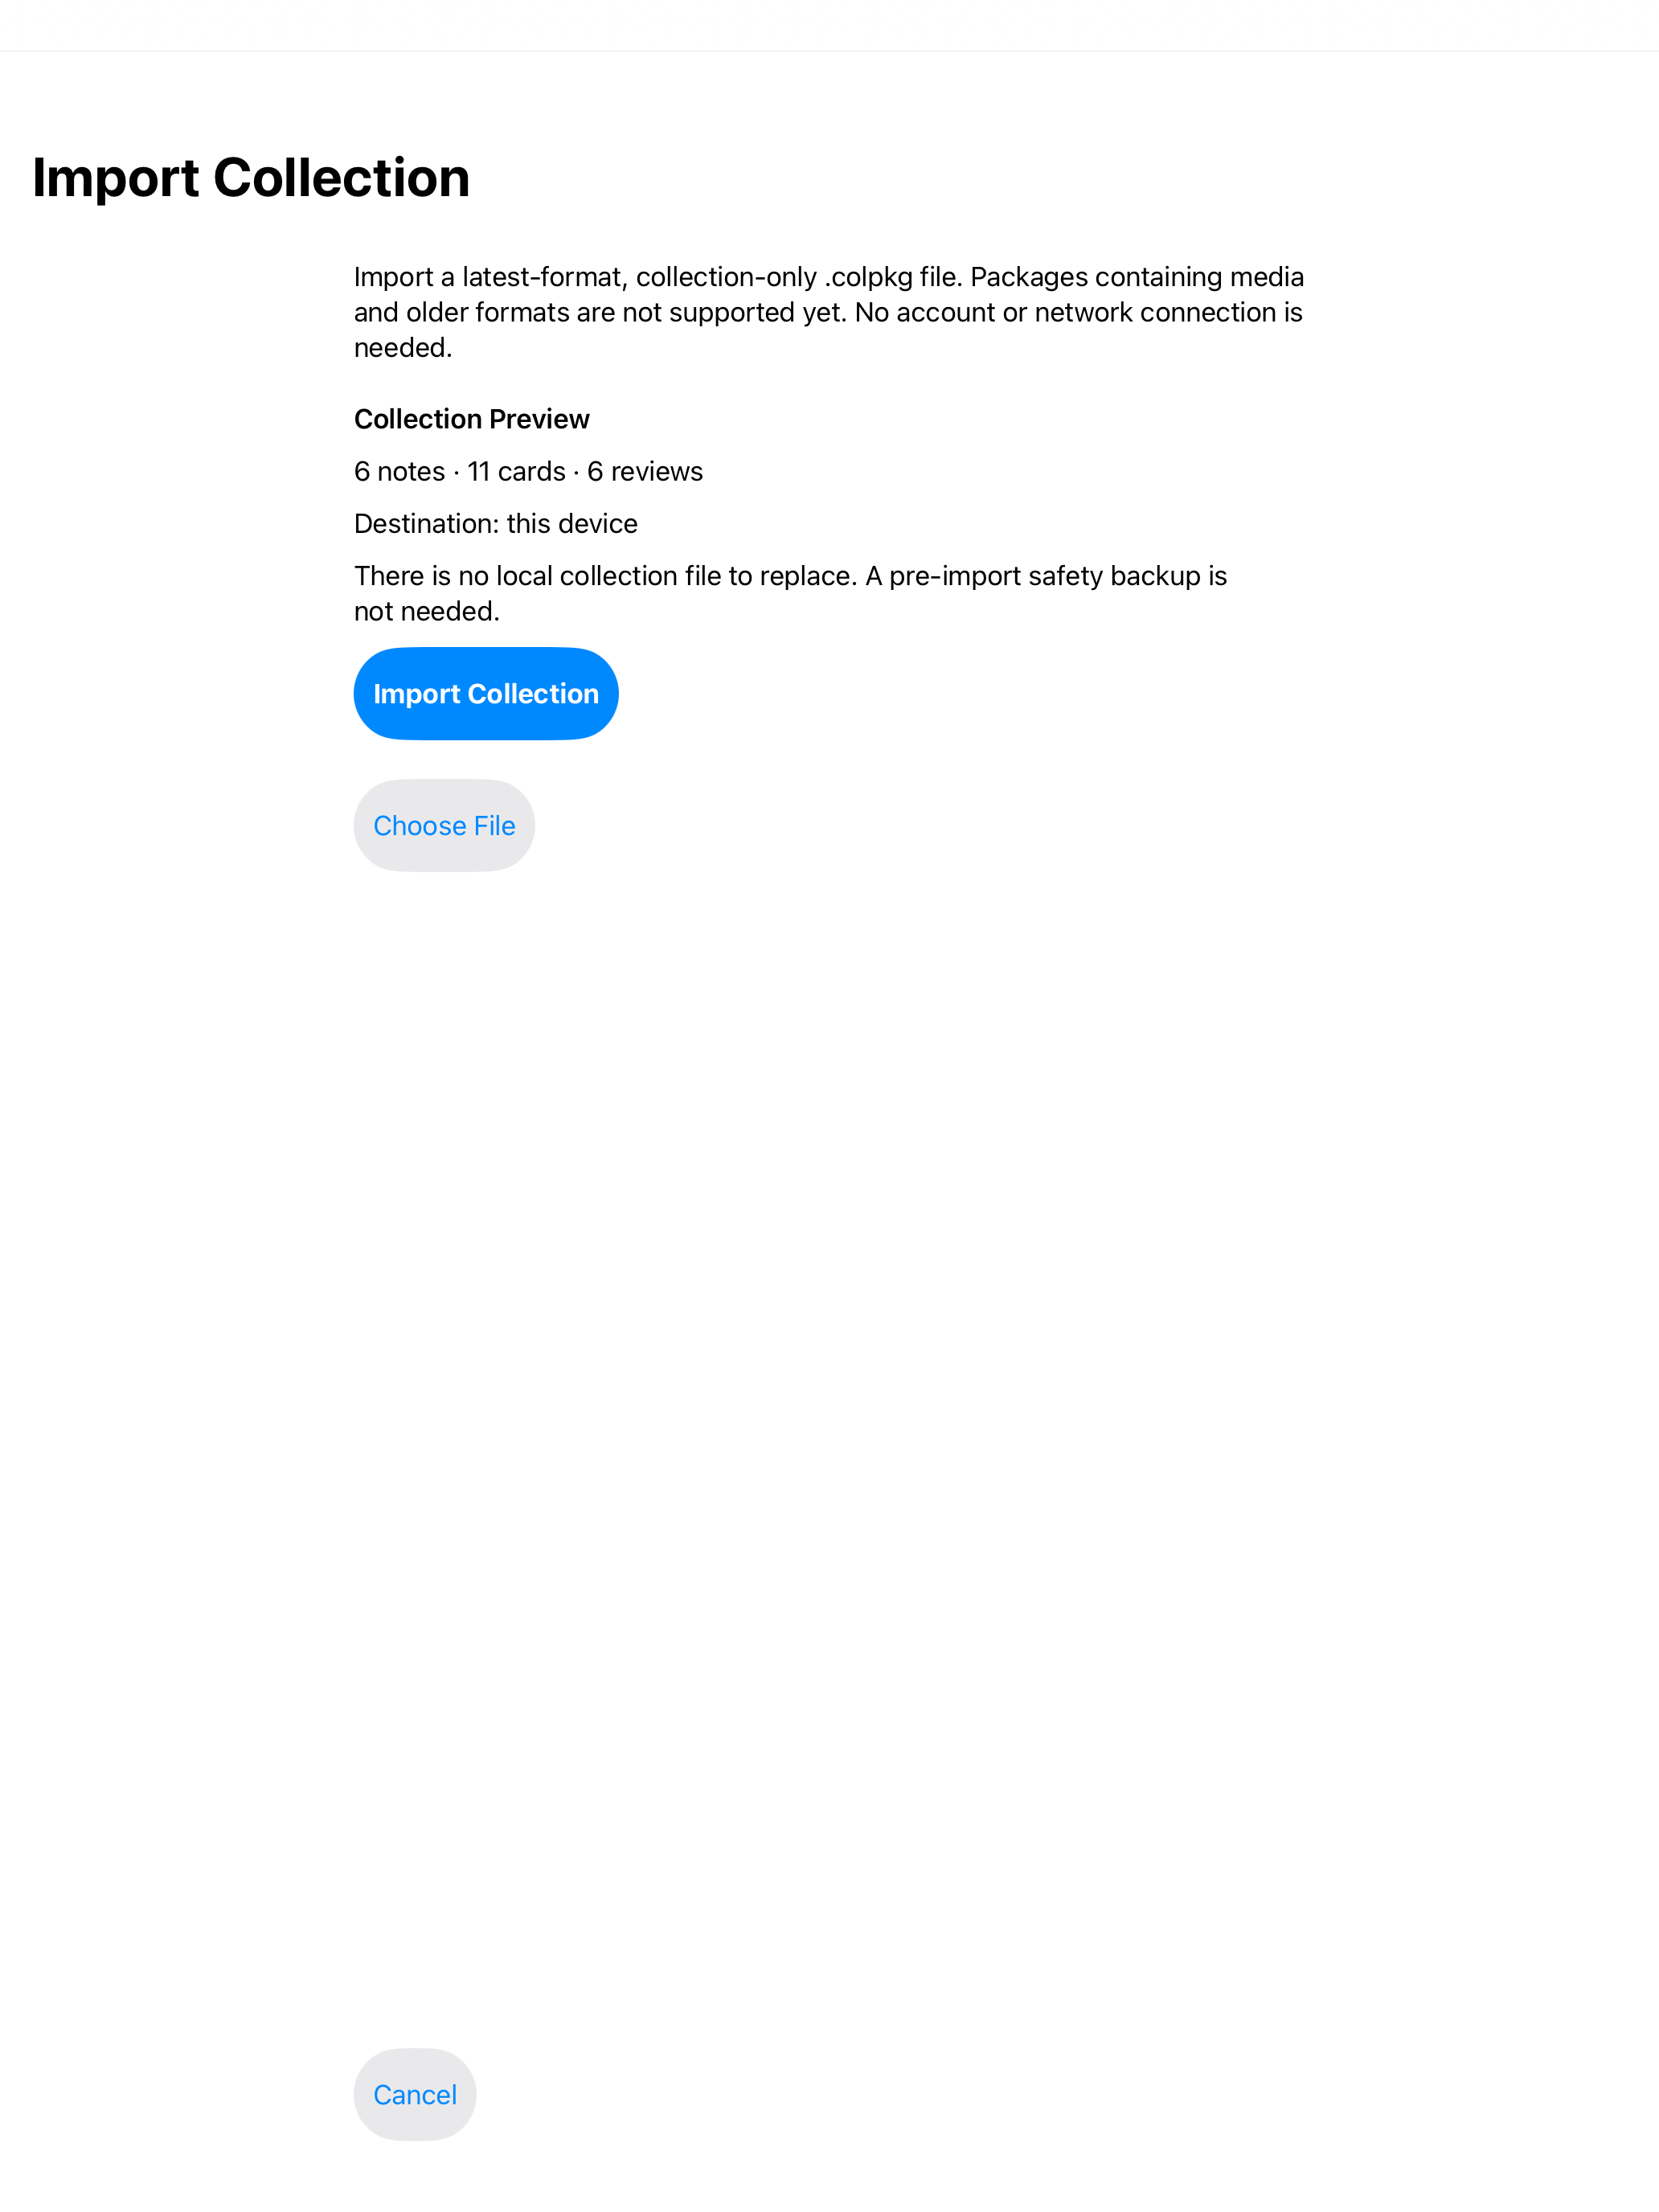 Import Collection
Import a latest-format, collection-only .colpkg file. Packages containing media
and older formats are not supported yet. No account or network connection is
needed.
Collection Preview
6 notes · 11 cards · 6 reviews
Destination: this device
There is no local collection file to replace. A pre-import safety backup is
not needed.
Import Collection
Choose File
Cancel